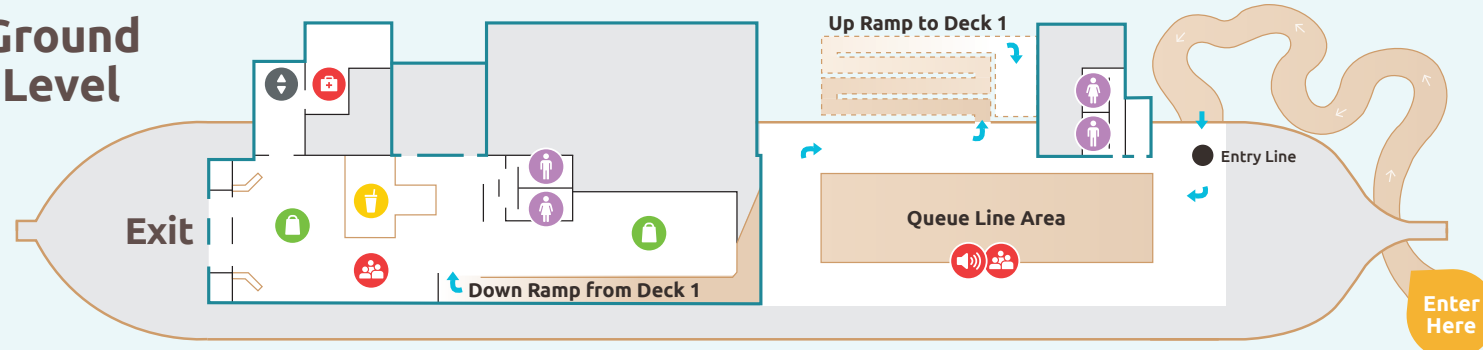 Ground
Level
Up Ramp to Deck 1
Entry Line
Queue Line Area
Exit
Down Ramp from Deck 1
Enter
Here